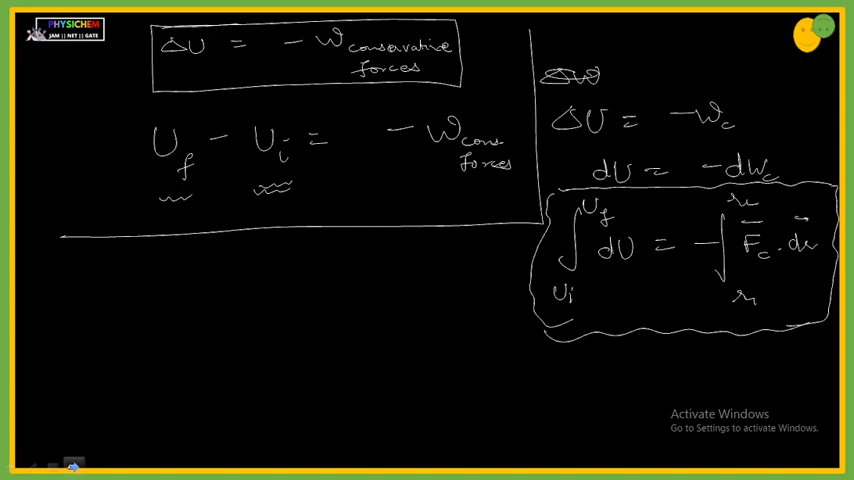 PHYSICHEM
JAM || NET || GATE
ΔU = - W conservative forces
U_f - U_i = - W cons forces
ΔW
ΔU = -W_c
dU = -dW_c
∫_{U_i}^{U_f} dU = -∫_{r_1}^{r_2} F_c . dr
Activate Windows
Go to Settings to activate Windows.